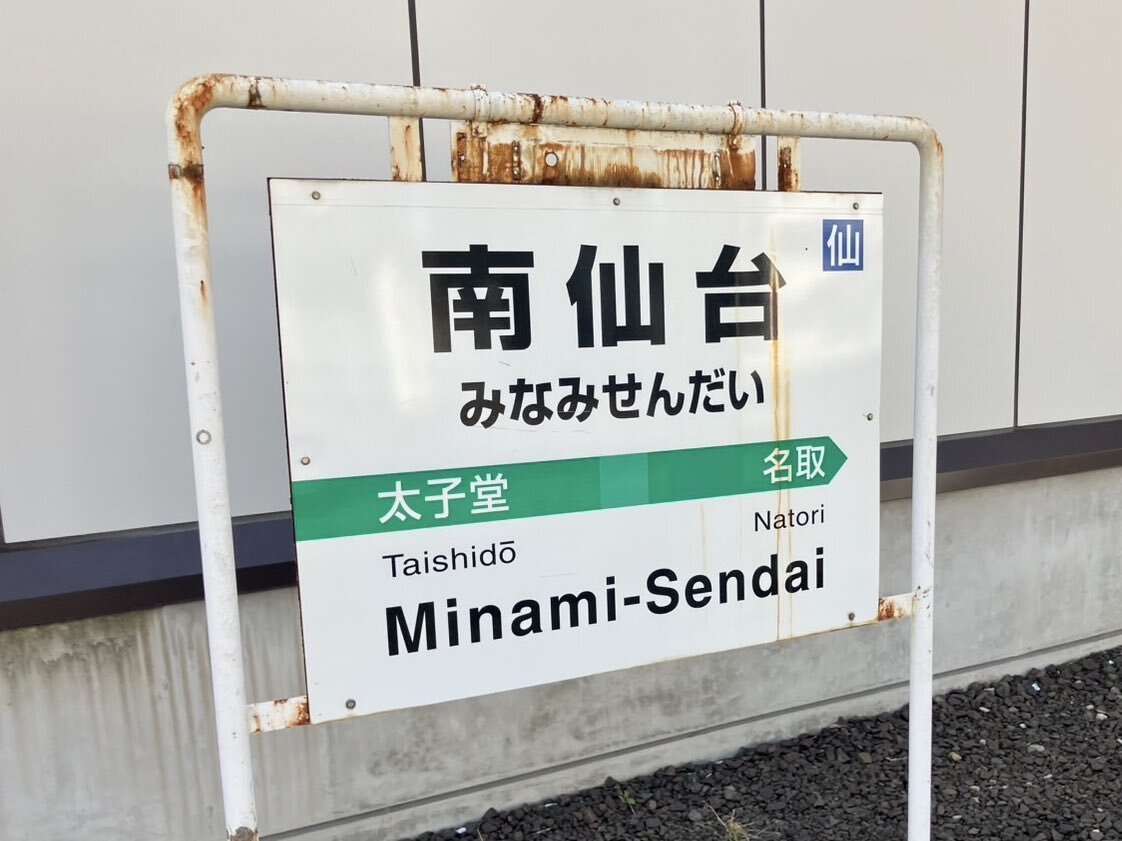 仙
南仙台
みなみせんだい
太子堂 名取
Taishidō Natori
Minami-Sendai